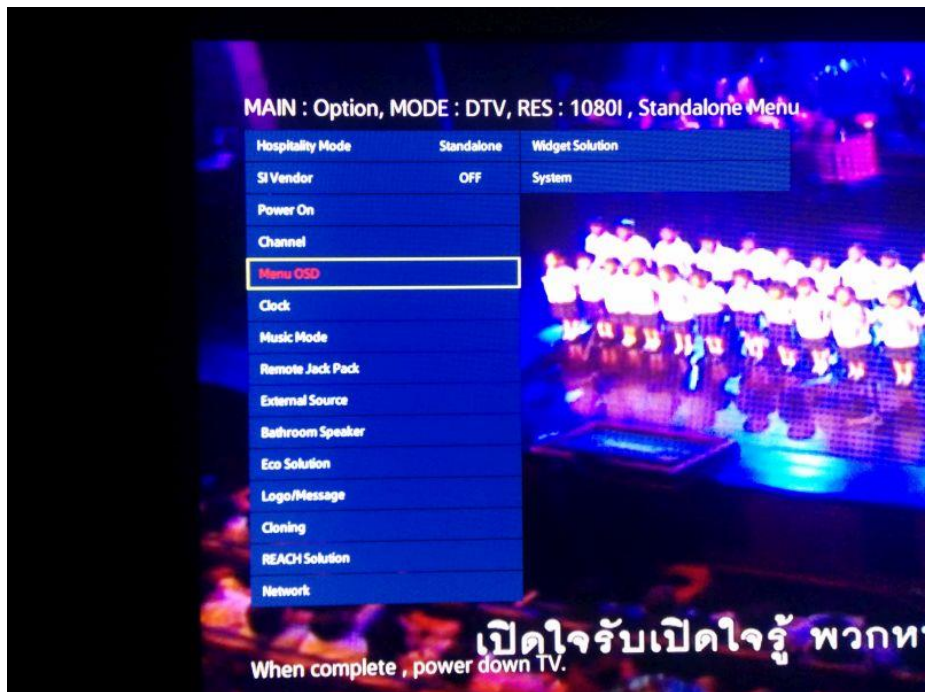 MAIN : Option, MODE : DTV, RES : 1080I , Standalone Menu
Hospitality Mode Standalone Widget Solution
SI Vendor OFF System
Power On
Channel
Menu OSD
Clock
Music Mode
Remote Jack Pack
External Source
Bathroom Speaker
Eco Solution
Logo/Message
Cloning
REACH Solution
Network
เปิดใจรับเปิดใจรู้ พวกห
When complete , power down TV.